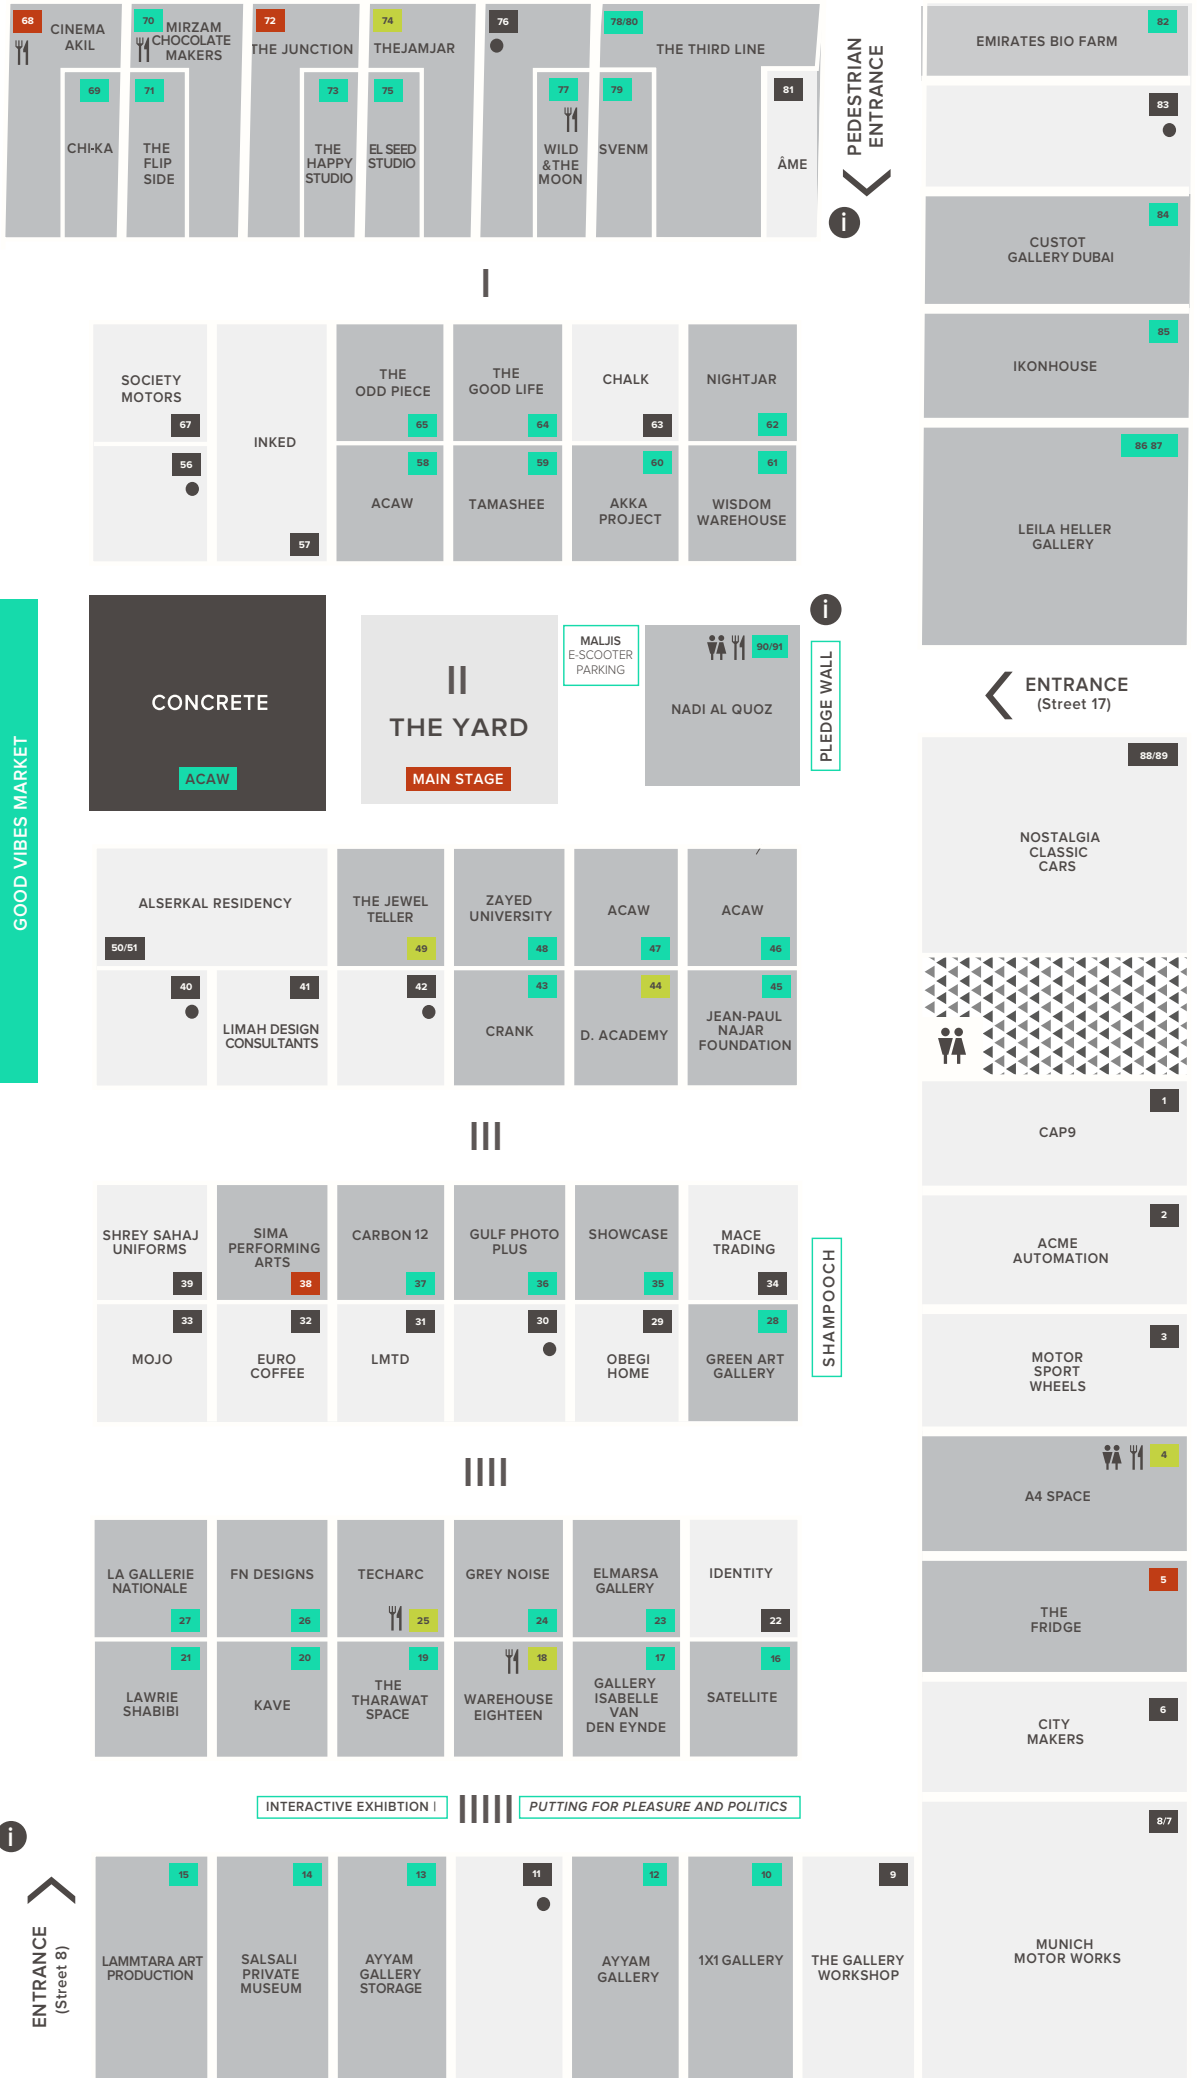 68
CINEMA
AKIL
70
MIRZAM
CHOCOLATE
MAKERS
72
THE JUNCTION
74
THEJAMJAR
76
78/80
THE THIRD LINE
69
CHI-KA
71
THE
FLIP
SIDE
73
THE
HAPPY
STUDIO
75
EL SEED
STUDIO
77
WILD
&THE
MOON
79
SVENM
81
ÂME
PEDESTRIAN
ENTRANCE
i
82
EMIRATES BIO FARM
83
84
CUSTOT
GALLERY DUBAI
85
IKONHOUSE
86 87
LEILA HELLER
GALLERY
I
SOCIETY
MOTORS
67
INKED
57
THE
ODD PIECE
65
THE
GOOD LIFE
64
CHALK
63
NIGHTJAR
62
56
58
ACAW
59
TAMASHEE
60
AKKA
PROJECT
61
WISDOM
WAREHOUSE
GOOD VIBES MARKET
CONCRETE
ACAW
II
THE YARD
MAIN STAGE
MALJIS
E-SCOOTER
PARKING
90/91
NADI AL QUOZ
i
PLEDGE WALL
ENTRANCE
(Street 17)
88/89
NOSTALGIA
CLASSIC
CARS
ALSERKAL RESIDENCY
50/51
THE JEWEL
TELLER
49
ZAYED
UNIVERSITY
48
ACAW
47
ACAW
46
40
41
LIMAH DESIGN
CONSULTANTS
42
43
CRANK
44
D. ACADEMY
45
JEAN-PAUL
NAJAR
FOUNDATION
III
1
CAP9
2
ACME
AUTOMATION
3
MOTOR
SPORT
WHEELS
4
A4 SPACE
5
THE
FRIDGE
6
CITY
MAKERS
8/7
MUNICH
MOTOR WORKS
SHREY SAHAJ
UNIFORMS
39
SIMA
PERFORMING
ARTS
38
CARBON 12
37
GULF PHOTO
PLUS
36
SHOWCASE
35
MACE
TRADING
34
33
MOJO
32
EURO
COFFEE
31
LMTD
30
29
OBEGI
HOME
28
GREEN ART
GALLERY
SHAMPOOCH
IIII
LA GALLERIE
NATIONALE
27
FN DESIGNS
26
TECHARC
25
GREY NOISE
24
ELMARSA
GALLERY
23
IDENTITY
22
21
LAWRIE
SHABIBI
20
KAVE
19
THE
THARAWAT
SPACE
18
WAREHOUSE
EIGHTEEN
17
GALLERY
ISABELLE
VAN
DEN EYNDE
16
SATELLITE
INTERACTIVE EXHIBTION |
IIIII
PUTTING FOR PLEASURE AND POLITICS
i
ENTRANCE
(Street 8)
15
LAMMTARA ART
PRODUCTION
14
SALSALI
PRIVATE
MUSEUM
13
AYYAM
GALLERY
STORAGE
11
12
AYYAM
GALLERY
10
1X1 GALLERY
9
THE GALLERY
WORKSHOP